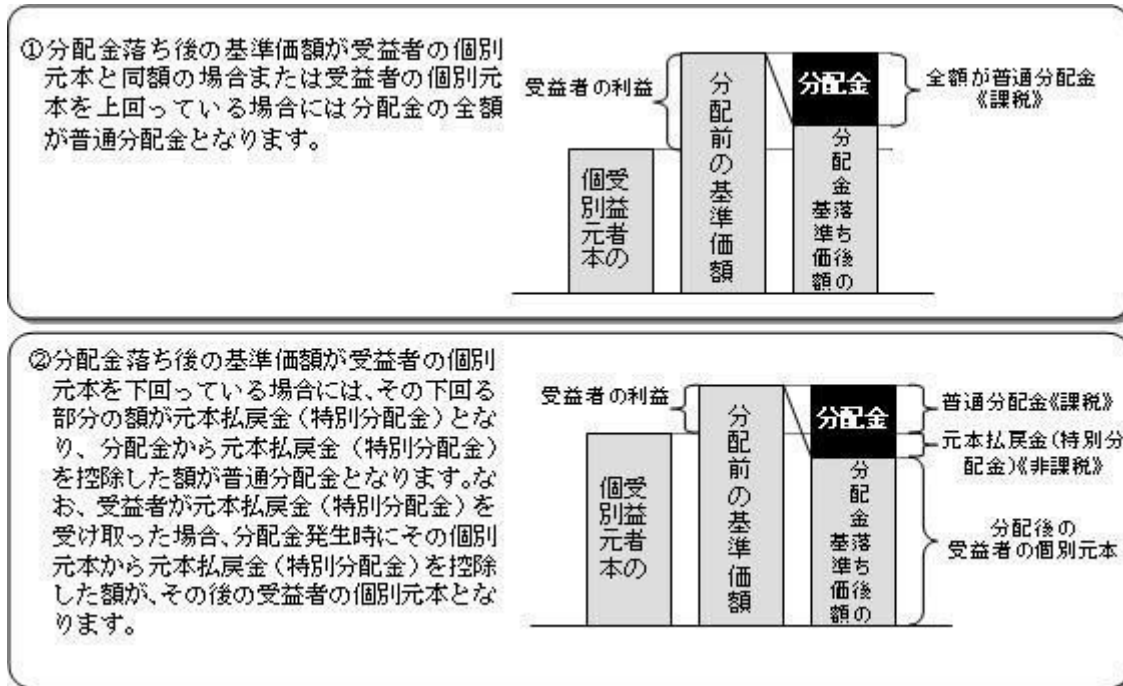 ①分配金落ち後の基準価額が受益者の個別
元本と同額の場合または受益者の個別元
本を上回っている場合には分配金の全額
が普通分配金となります。
受益者の利益
受益者の
個別元本
分配前の基準価額
分配金
分配金落ち後の
基準価額
全額が普通分配金
《課税》
②分配金落ち後の基準価額が受益者の個別
元本を下回っている場合には、その下回る
部分の額が元本払戻金（特別分配金）とな
り、分配金から元本払戻金（特別分配金）
を控除した額が普通分配金となります。な
お、受益者が元本払戻金（特別分配金）を
受け取った場合、分配金発生時にその個別
元本から元本払戻金（特別分配金）を控除
した額が、その後の受益者の個別元本とな
ります。
受益者の利益
受益者の
個別元本
分配前の基準価額
分配金
分配金落ち後の
基準価額
普通分配金《課税》
元本払戻金（特別分
配金）《非課税》
分配後の
受益者の個別元本